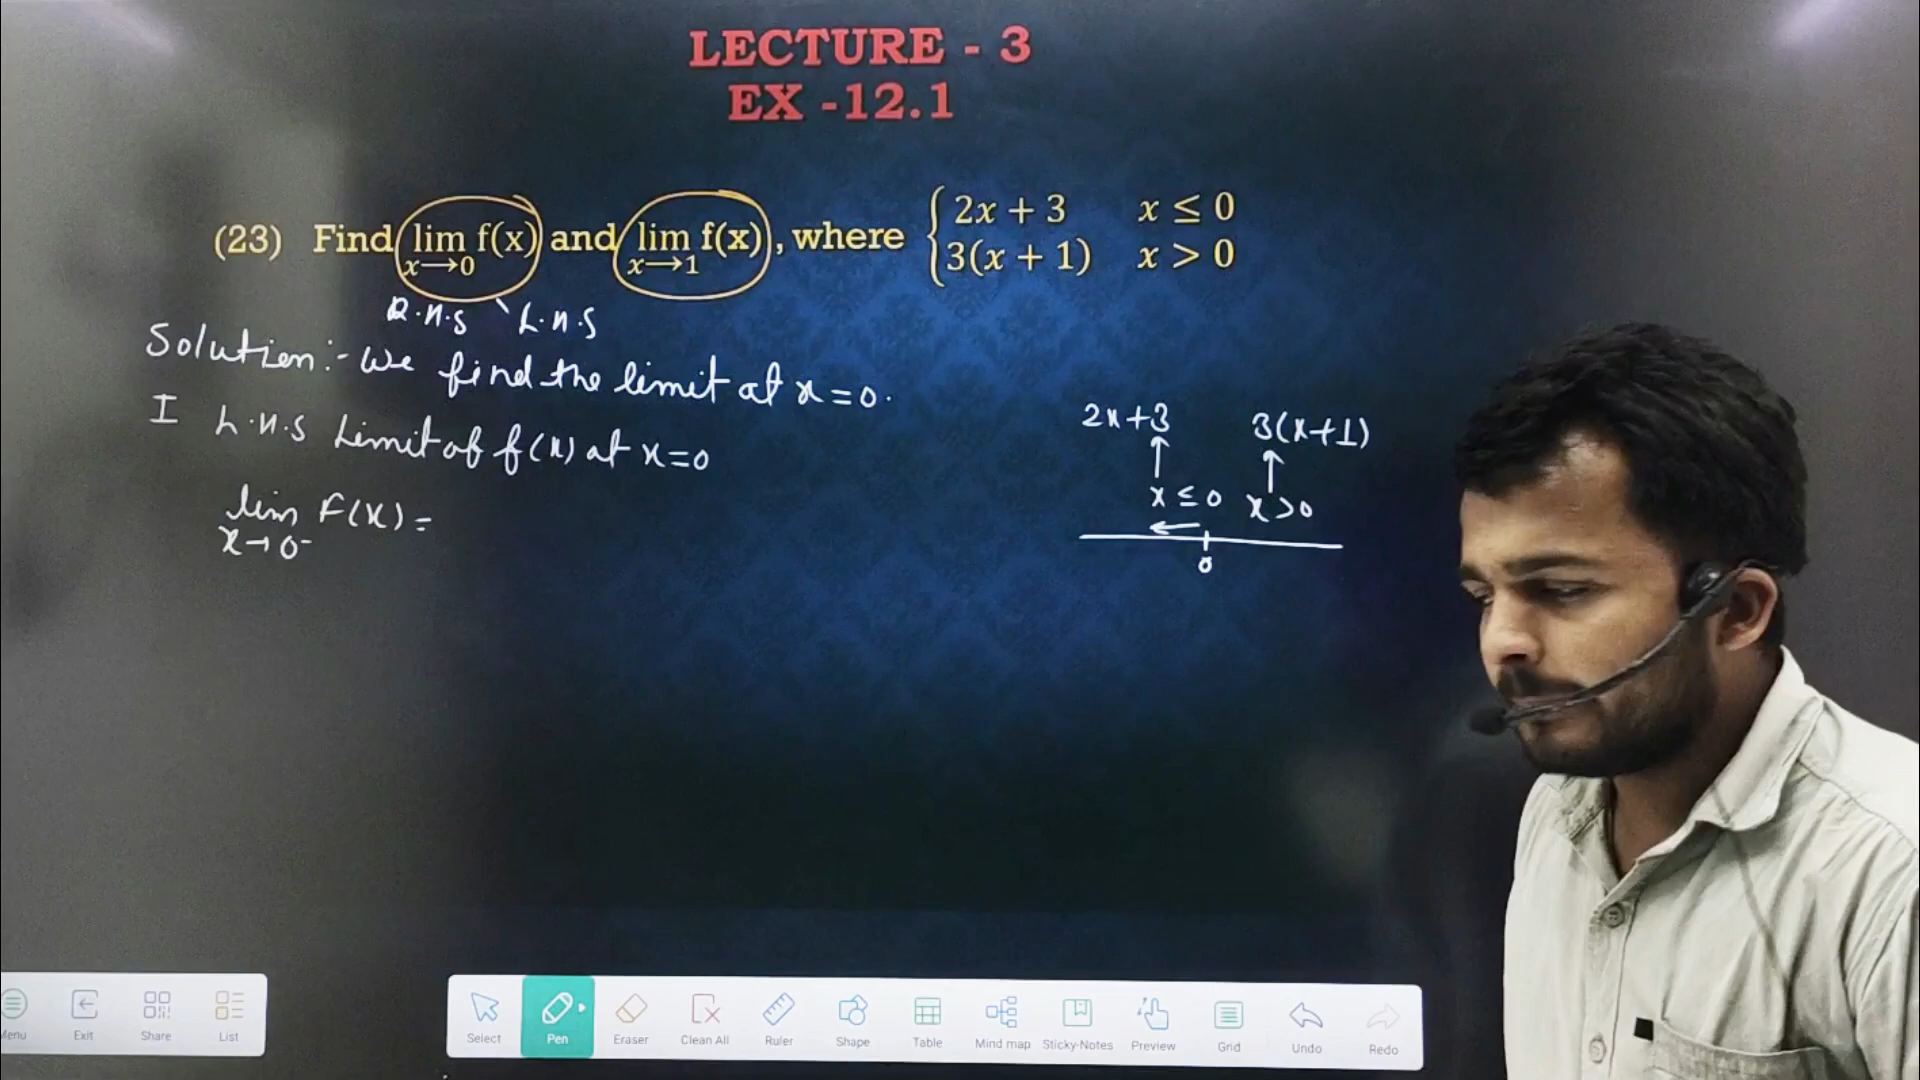 LECTURE - 3
EX -12.1
(23) Find lim f(x) and lim f(x), where { 2x + 3 x ≤ 0
x→0 x→1 3(x + 1) x > 0
R.H.S L.H.S
Solution:- We find the limit at x=0.
I L.H.S Limit of f(x) at x=0
lim F(x) =
x→0-
2x+3 3(x+1)
↑ ↑
x ≤ 0 x>0
←
0
Menu Exit Share List
Select Pen Eraser Clean All Ruler Shape Table Mind map Sticky-Notes Preview Grid Undo Redo